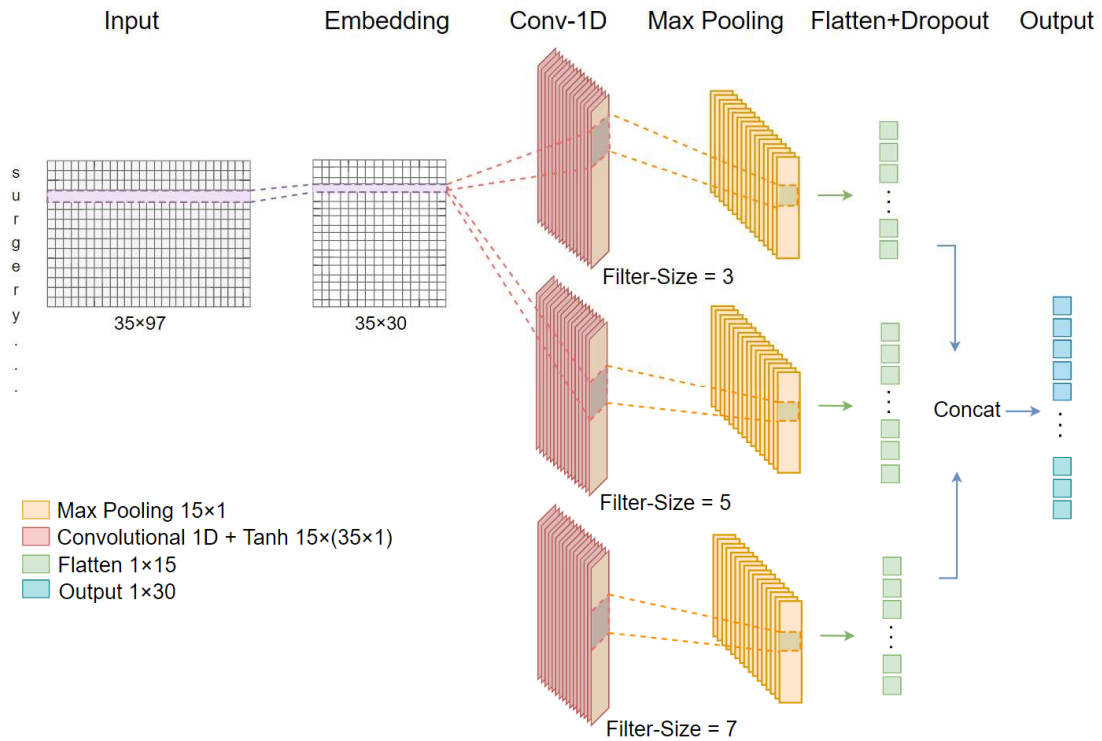 Input Embedding Conv-1D Max Pooling Flatten+Dropout Output
s
u
r
g
e
r
y
.
.
.
35×97
35×30
Filter-Size = 3
Filter-Size = 5
Filter-Size = 7
Concat
Max Pooling 15×1
Convolutional 1D + Tanh 15×(35×1)
Flatten 1×15
Output 1×30